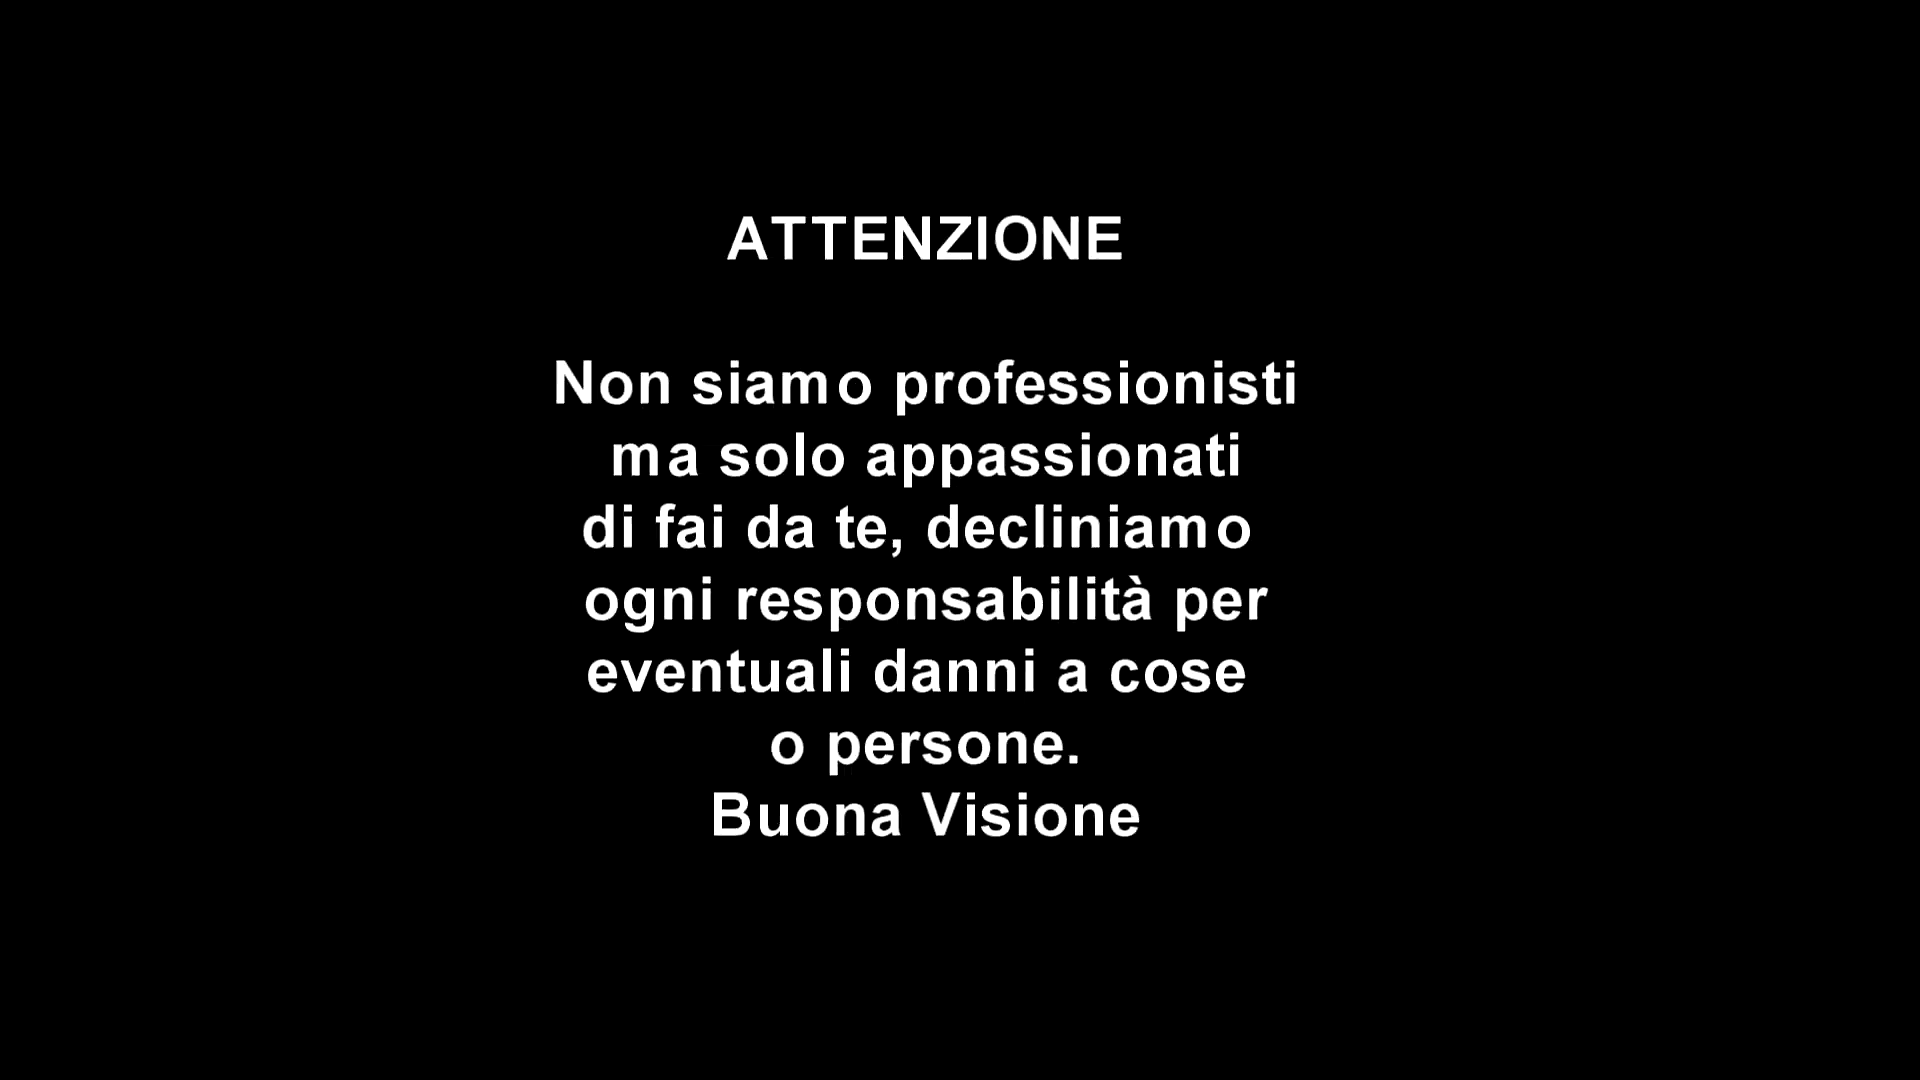 ATTENZIONE
Non siamo professionisti
ma solo appassionati
di fai da te, decliniamo
ogni responsabilità per
eventuali danni a cose
o persone.
Buona Visione